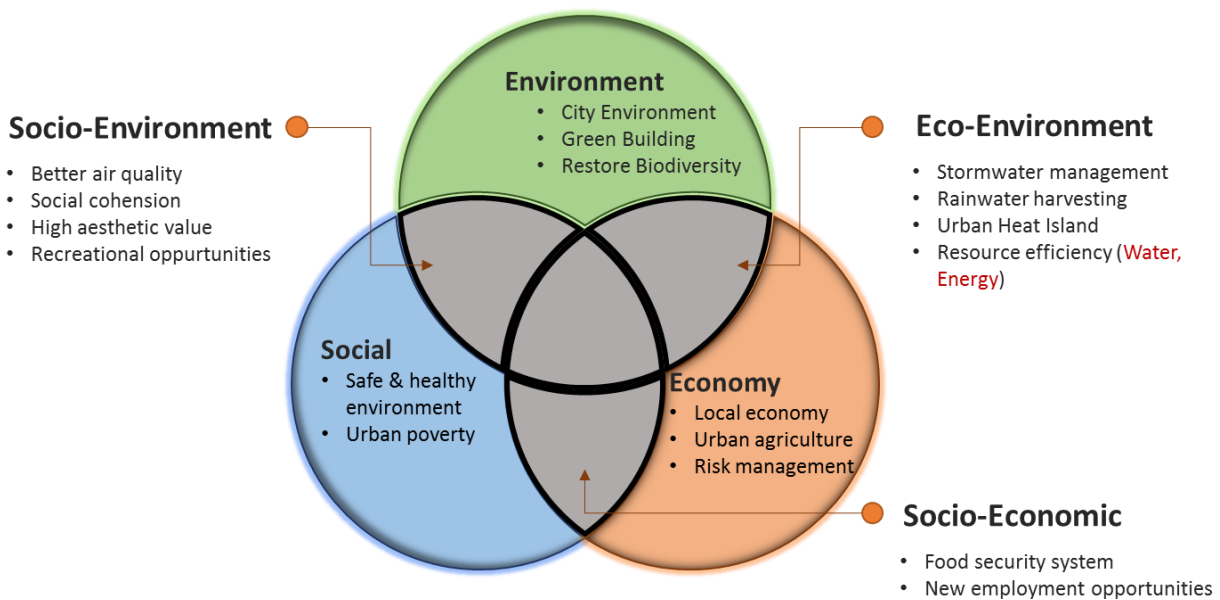 Environment
• City Environment
• Green Building
• Restore Biodiversity
Socio-Environment
• Better air quality
• Social cohension
• High aesthetic value
• Recreational oppurtunities
Eco-Environment
• Stormwater management
• Rainwater harvesting
• Urban Heat Island
• Resource efficiency (Water,
Energy)
Social
• Safe & healthy
environment
• Urban poverty
Economy
• Local economy
• Urban agriculture
• Risk management
Socio-Economic
• Food security system
• New employment opportunities